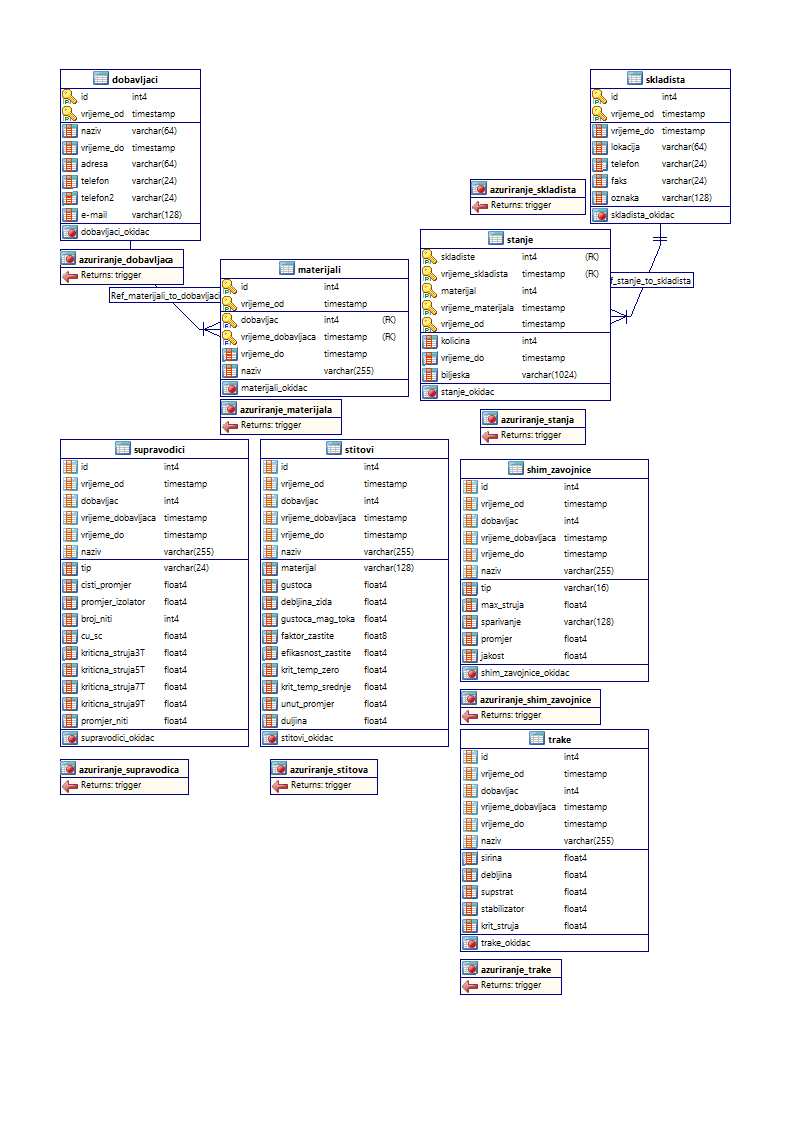 dobavljaci
id int4
vrijeme_od timestamp
naziv varchar(64)
vrijeme_do timestamp
adresa varchar(64)
telefon varchar(24)
telefon2 varchar(24)
e-mail varchar(128)
dobavljaci_okidac
azuriranje_dobavljaca
Returns: trigger
Ref_materijali_to_dobavljaci
skladista
id int4
vrijeme_od timestamp
vrijeme_do timestamp
lokacija varchar(64)
telefon varchar(24)
faks varchar(24)
oznaka varchar(128)
skladista_okidac
azuriranje_skladista
Returns: trigger
f_stanje_to_skladista
materijali
id int4
vrijeme_od timestamp
dobavljac int4 (FK)
vrijeme_dobavljaca timestamp (FK)
vrijeme_do timestamp
naziv varchar(255)
materijali_okidac
azuriranje_materijala
Returns: trigger
stanje
skladiste int4 (FK)
vrijeme_skladista timestamp (FK)
materijal int4
vrijeme_materijala timestamp
vrijeme_od timestamp
kolicina int4
vrijeme_do timestamp
biljeska varchar(1024)
stanje_okidac
azuriranje_stanja
Returns: trigger
supravodici
id int4
vrijeme_od timestamp
dobavljac int4
vrijeme_dobavljaca timestamp
vrijeme_do timestamp
naziv varchar(255)
tip varchar(24)
cisti_promjer float4
promjer_izolator float4
broj_niti int4
cu_sc float4
kriticna_struja3T float4
kriticna_struja5T float4
kriticna_struja7T float4
kriticna_struja9T float4
promjer_niti float4
supravodici_okidac
azuriranje_supravodica
Returns: trigger
stitovi
id int4
vrijeme_od timestamp
dobavljac int4
vrijeme_dobavljaca timestamp
vrijeme_do timestamp
naziv varchar(255)
materijal varchar(128)
gustoca float4
debljina_zida float4
gustoca_mag_toka float4
faktor_zastite float8
efikasnost_zastite float4
krit_temp_zero float4
krit_temp_srednje float4
unut_promjer float4
duljina float4
stitovi_okidac
azuriranje_stitova
Returns: trigger
shim_zavojnice
id int4
vrijeme_od timestamp
dobavljac int4
vrijeme_dobavljaca timestamp
vrijeme_do timestamp
naziv varchar(255)
tip varchar(16)
max_struja float4
sparivanje varchar(128)
promjer float4
jakost float4
shim_zavojnice_okidac
azuriranje_shim_zavojnice
Returns: trigger
trake
id int4
vrijeme_od timestamp
dobavljac int4
vrijeme_dobavljaca timestamp
vrijeme_do timestamp
naziv varchar(255)
sirina float4
debljina float4
supstrat float4
stabilizator float4
krit_struja float4
trake_okidac
azuriranje_trake
Returns: trigger